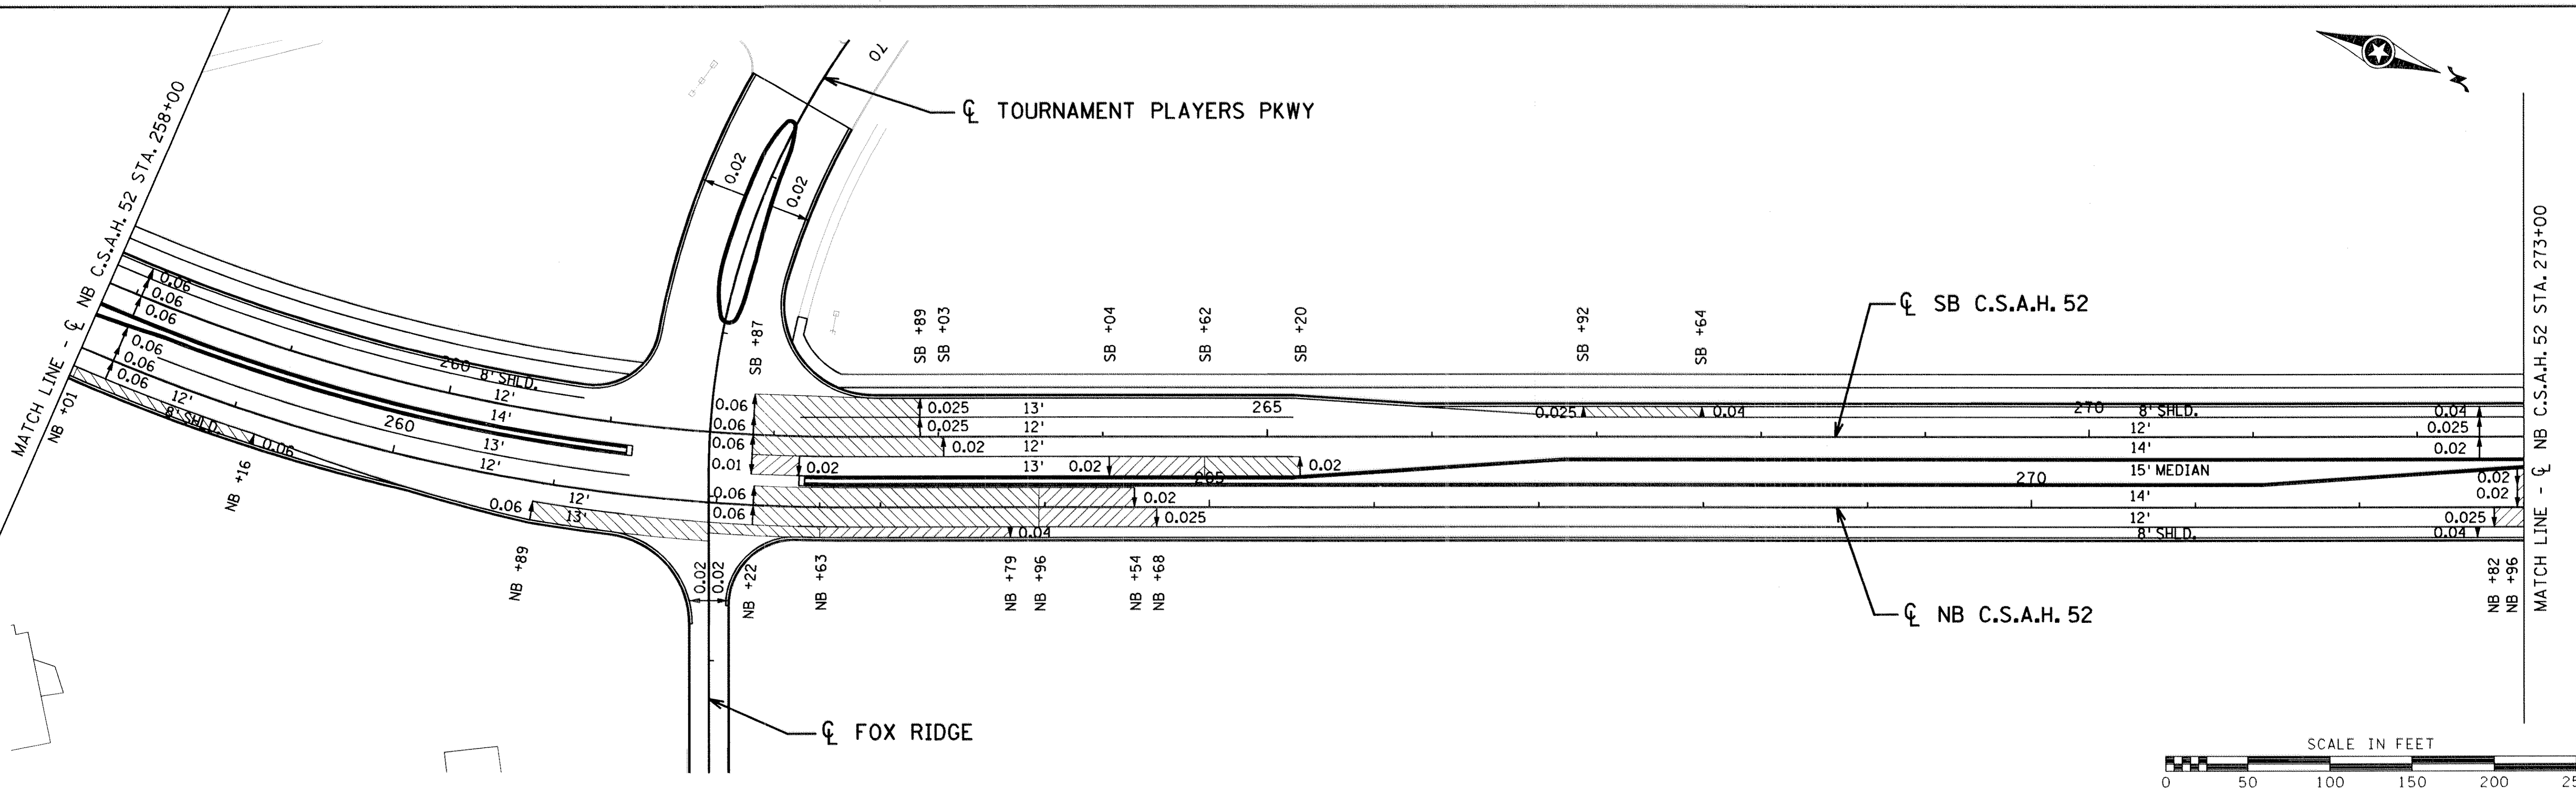 MATCH LINE - ℄ NB C.S.A.H. 52 STA. 258+00
70
℄ TOURNAMENT PLAYERS PKWY
0.02
0.02
N
0.06
0.06
0.06
0.06
0.06
0.06
260 8' SHLD.
12'
14'
12'
8' SHLD.
260
13'
12'
0.06
NB +01
NB +16
NB +89
0.06
12'
12'
13'
SB +87
SB +89
SB +03
SB +04
SB +62
SB +20
SB +92
SB +64
0.06
0.06
0.06
0.01
0.06
0.06
0.025
0.025
0.02
0.02
13'
12'
12'
13'
265
0.02
0.02
265
0.02
0.025
0.04
0.025
0.04
℄ SB C.S.A.H. 52
270 8' SHLD.
12'
14'
15' MEDIAN
270
14'
12'
8' SHLD.
0.04
0.025
0.02
0.02
0.02
0.025
0.04
0.02
0.02
NB +22
NB +63
NB +79
NB +96
NB +54
NB +68
NB +82
NB +96
℄ NB C.S.A.H. 52
MATCH LINE - ℄ NB C.S.A.H. 52 STA. 273+00
℄ FOX RIDGE
SCALE IN FEET
0 50 100 150 200